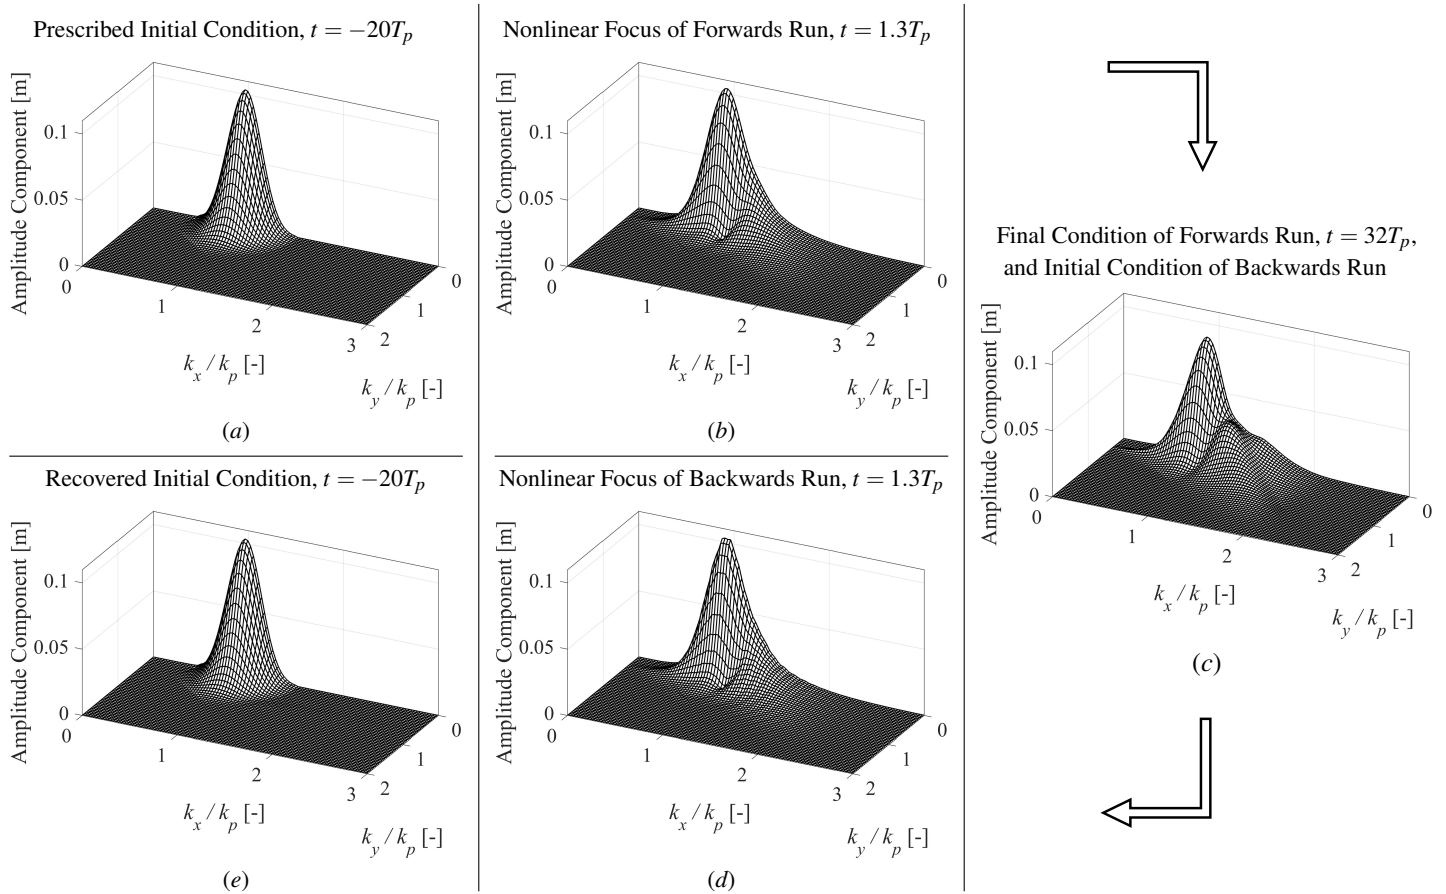 Prescribed Initial Condition, t = −20T_p
Amplitude Component [m]
0.1
0.05
0
0
1
2
3
2
1
0
k_x / k_p [-]
k_y / k_p [-]
(a)
Nonlinear Focus of Forwards Run, t = 1.3T_p
Amplitude Component [m]
0.1
0.05
0
0
1
2
3
2
1
0
k_x / k_p [-]
k_y / k_p [-]
(b)
Final Condition of Forwards Run, t = 32T_p,
and Initial Condition of Backwards Run
Amplitude Component [m]
0.1
0.05
0
0
1
2
3
2
1
0
k_x / k_p [-]
k_y / k_p [-]
(c)
Recovered Initial Condition, t = −20T_p
Amplitude Component [m]
0.1
0.05
0
0
1
2
3
2
1
0
k_x / k_p [-]
k_y / k_p [-]
(e)
Nonlinear Focus of Backwards Run, t = 1.3T_p
Amplitude Component [m]
0.1
0.05
0
0
1
2
3
2
1
0
k_x / k_p [-]
k_y / k_p [-]
(d)